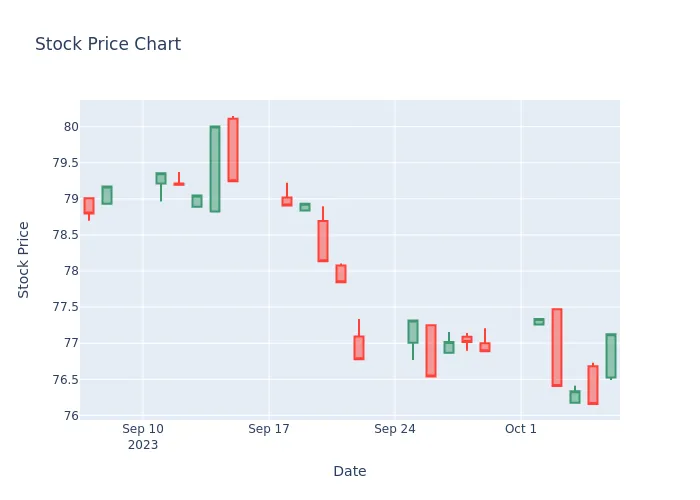 Stock Price Chart
80
79.5
79
78.5
78
77.5
77
76.5
76
Stock Price
Sep 10
2023
Sep 17
Sep 24
Oct 1
Date